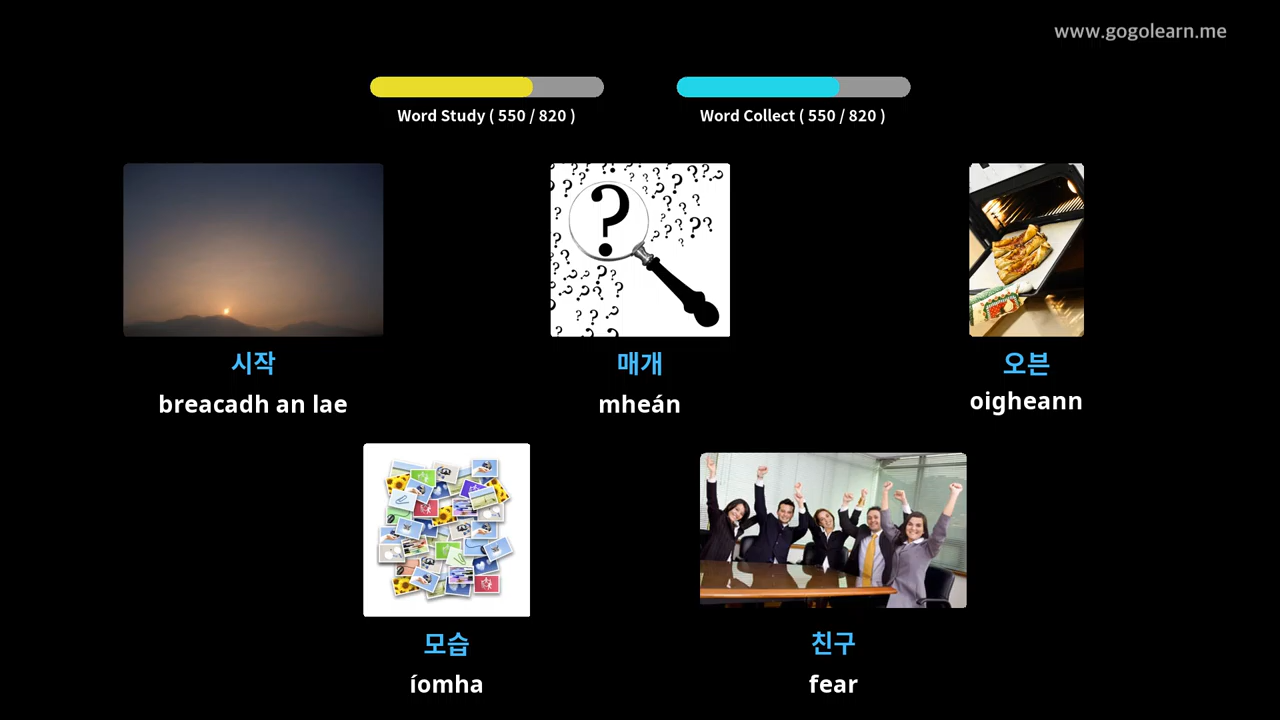 www.gogolearn.me
Word Study ( 550 / 820 )
Word Collect ( 550 / 820 )
시작
매개
오븐
breacadh an lae
mheán
oigheann
모습
친구
íomha
fear